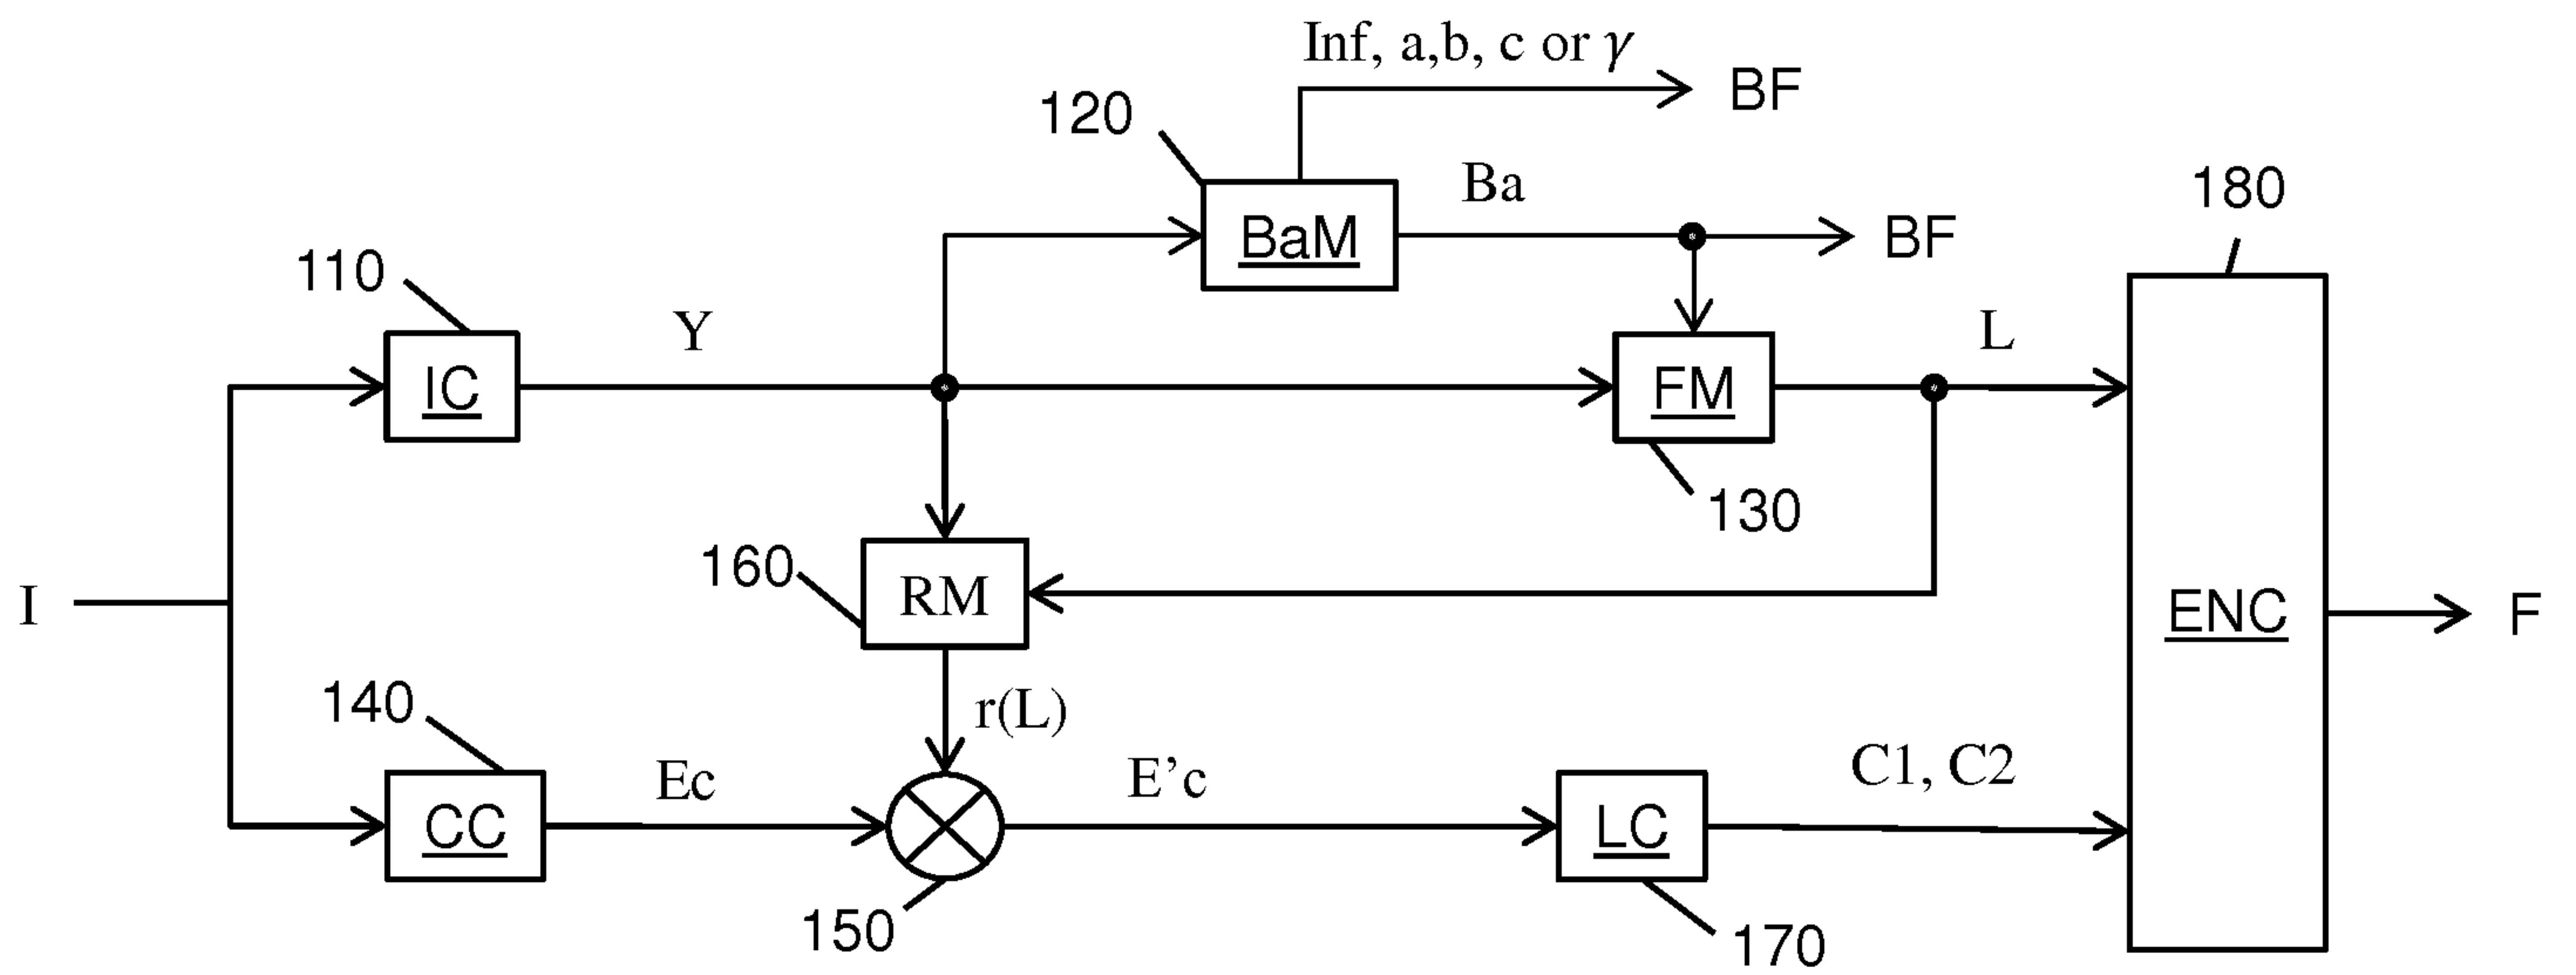 Inf, a,b, c or γ
BF
120
Ba
180
BaM
BF
110
Y
L
IC
FM
130
160
RM
I
ENC
F
140
r(L)
Ec
E’c
C1, C2
CC
LC
150
170